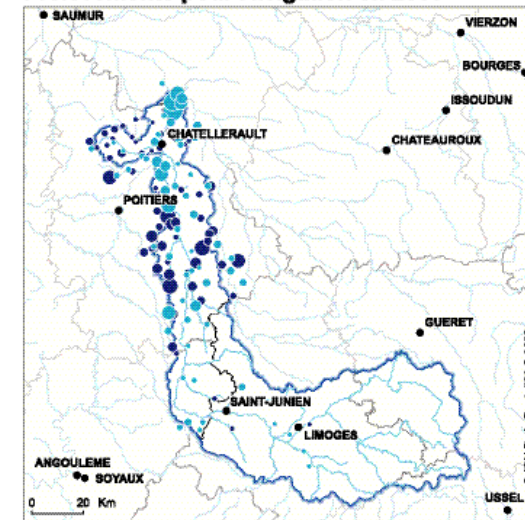 SAUMUR
VIERZON
BOURGES
ISSOUDUN
CHATELLERAULT
CHATEAUROUX
POITIERS
GUERET
SAINT-JUNIEN
LIMOGES
ANGOULEME
SOYAUX
0 20 Km
USSEL